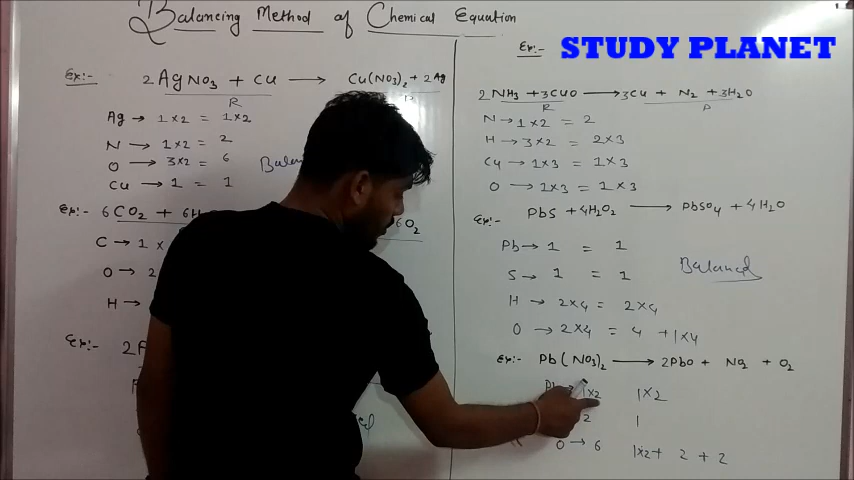 Balancing Method of Chemical Equation
Ex:- 2AgNO₃ + Cu → Cu(NO₃)₂ + 2Ag
R P
Ag → 1×2 = 1×2
N → 1×2 = 2
O → 3×2 = 6
Cu → 1 = 1
Ex:- 6CO₂ + 6H 6O₂
C → 1 ×
O → 2
H →
Ex:- 2
Ex:- STUDY PLANET
2NH₃ + 3CuO → 3Cu + N₂ + 3H₂O
R P
N → 1×2 = 2
H → 3×2 = 2×3
Cu → 1×3 = 1×3
O → 1×3 = 1×3
Ex:- PbS + 4H₂O₂ → PbSO₄ + 4H₂O
Pb → 1 = 1
S → 1 = 1
Balanced
H → 2×4 = 2×4
O → 2×4 = 4 + 1×4
Ex:- Pb(NO₃)₂ → 2PbO + NO₂ + O₂
Pb → 1×2 1×2
2 1
O → 6 1×2 + 2 + 2